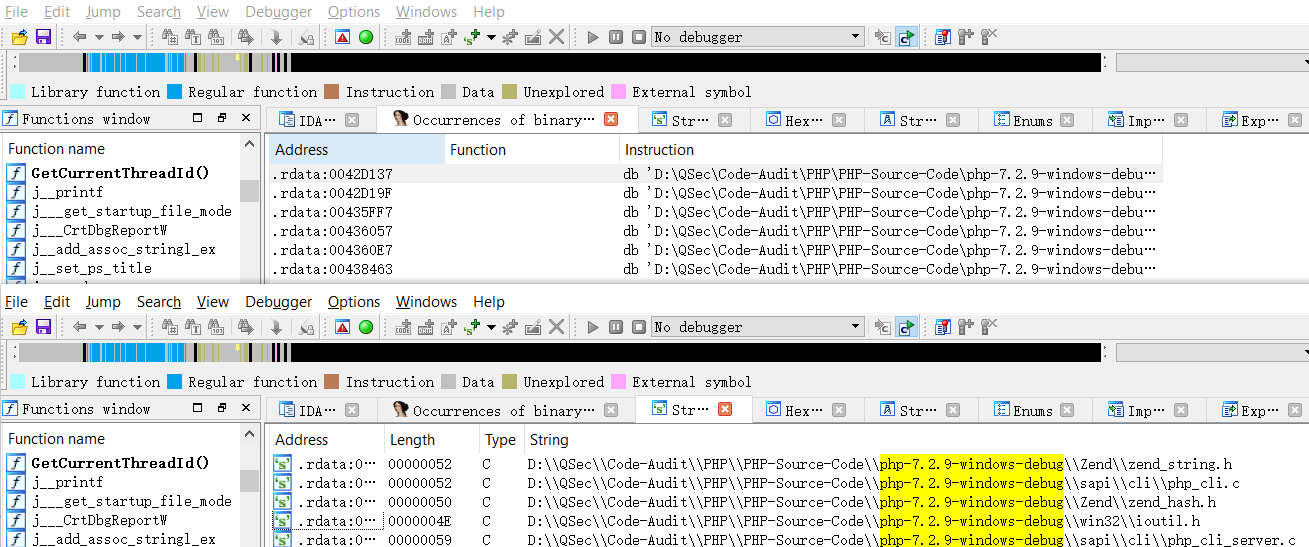 File Edit Jump Search View Debugger Options Windows Help
No debugger
Library function Regular function Instruction Data Unexplored External symbol
Functions window IDA… Occurrences of binary… Str… Hex… Str… Enums Imp… Exp…
Function name Address Function Instruction
GetCurrentThreadId() .rdata:0042D137 db 'D:\QSec\Code-Audit\PHP\PHP-Source-Code\php-7.2.9-windows-debu…
j__printf .rdata:0042D19F db 'D:\QSec\Code-Audit\PHP\PHP-Source-Code\php-7.2.9-windows-debu…
j___get_startup_file_mode .rdata:00435FF7 db 'D:\QSec\Code-Audit\PHP\PHP-Source-Code\php-7.2.9-windows-debu…
j___CrtDbgReportW .rdata:00436057 db 'D:\QSec\Code-Audit\PHP\PHP-Source-Code\php-7.2.9-windows-debu…
j__add_assoc_stringl_ex .rdata:004360E7 db 'D:\QSec\Code-Audit\PHP\PHP-Source-Code\php-7.2.9-windows-debu…
j__set_ps_title .rdata:00438463 db 'D:\QSec\Code-Audit\PHP\PHP-Source-Code\php-7.2.9-windows-debu…
File Edit Jump Search View Debugger Options Windows Help
No debugger
Library function Regular function Instruction Data Unexplored External symbol
Functions window IDA… Occurrences of binary… Str… Hex… Str… Enums Imp… Exp…
Function name Address Length Type String
GetCurrentThreadId() .rdata:0… 00000052 C D:\\QSec\\Code-Audit\\PHP\\PHP-Source-Code\\php-7.2.9-windows-debug\\Zend\\zend_string.h
j__printf .rdata:0… 00000052 C D:\\QSec\\Code-Audit\\PHP\\PHP-Source-Code\\php-7.2.9-windows-debug\\sapi\\cli\\php_cli.c
j___get_startup_file_mode .rdata:0… 00000050 C D:\\QSec\\Code-Audit\\PHP\\PHP-Source-Code\\php-7.2.9-windows-debug\\Zend\\zend_hash.h
j___CrtDbgReportW .rdata:0… 0000004E C D:\\QSec\\Code-Audit\\PHP\\PHP-Source-Code\\php-7.2.9-windows-debug\\win32\\ioutil.h
j__add_assoc_stringl_ex .rdata:0… 00000059 C D:\\QSec\\Code-Audit\\PHP\\PHP-Source-Code\\php-7.2.9-windows-debug\\sapi\\cli\\php_cli_server.c